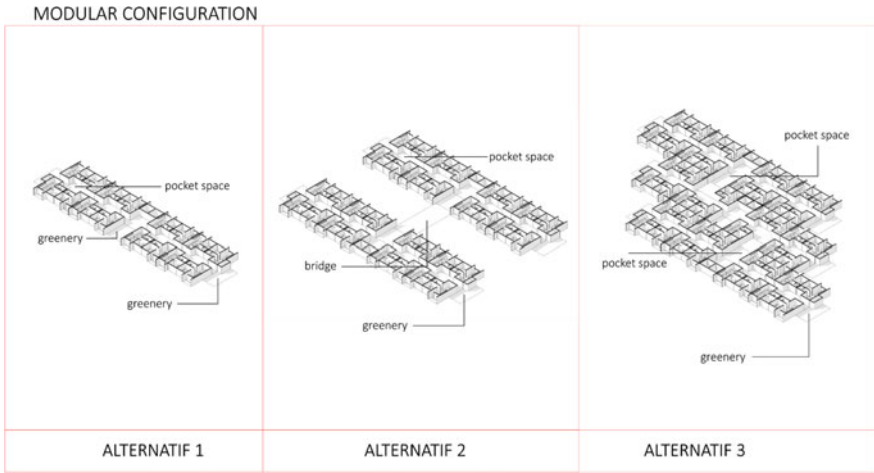 MODULAR CONFIGURATION
pocket space
greenery
greenery
ALTERNATIF 1
pocket space
bridge
greenery
ALTERNATIF 2
pocket space
pocket space
greenery
ALTERNATIF 3